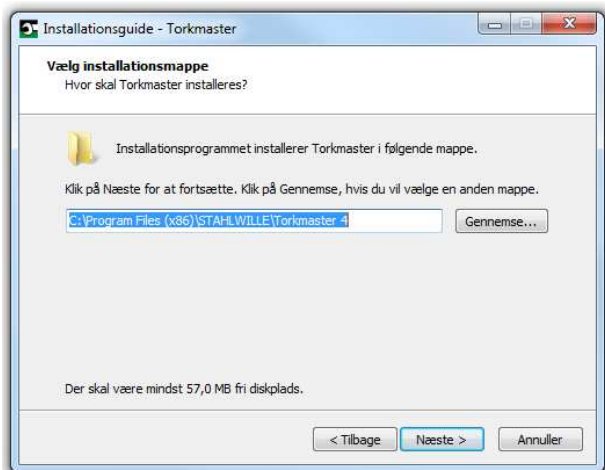 Installationsguide - Torkmaster
Vælg installationsmappe
Hvor skal Torkmaster installeres?
Installationsprogrammet installerer Torkmaster i følgende mappe.
Klik på Næste for at fortsætte. Klik på Gennemse, hvis du vil vælge en anden mappe.
C:\Program Files (x86)\STAHLWILLE\Torkmaster 4
Gennemse...
Der skal være mindst 57,0 MB fri diskplads.
< Tilbage
Næste >
Annuller